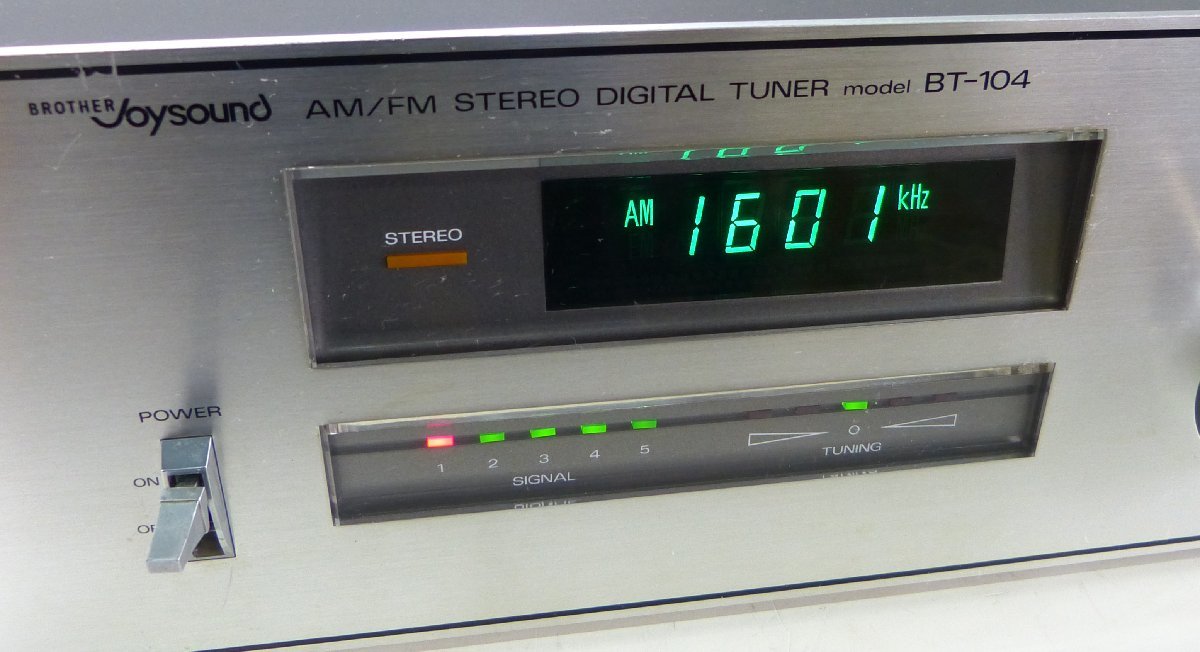 BROTHER Joysound AM/FM STEREO DIGITAL TUNER model BT-104
STEREO
AM 1601 kHz
POWER
ON
1 2 3 4 5
SIGNAL
0
TUNING